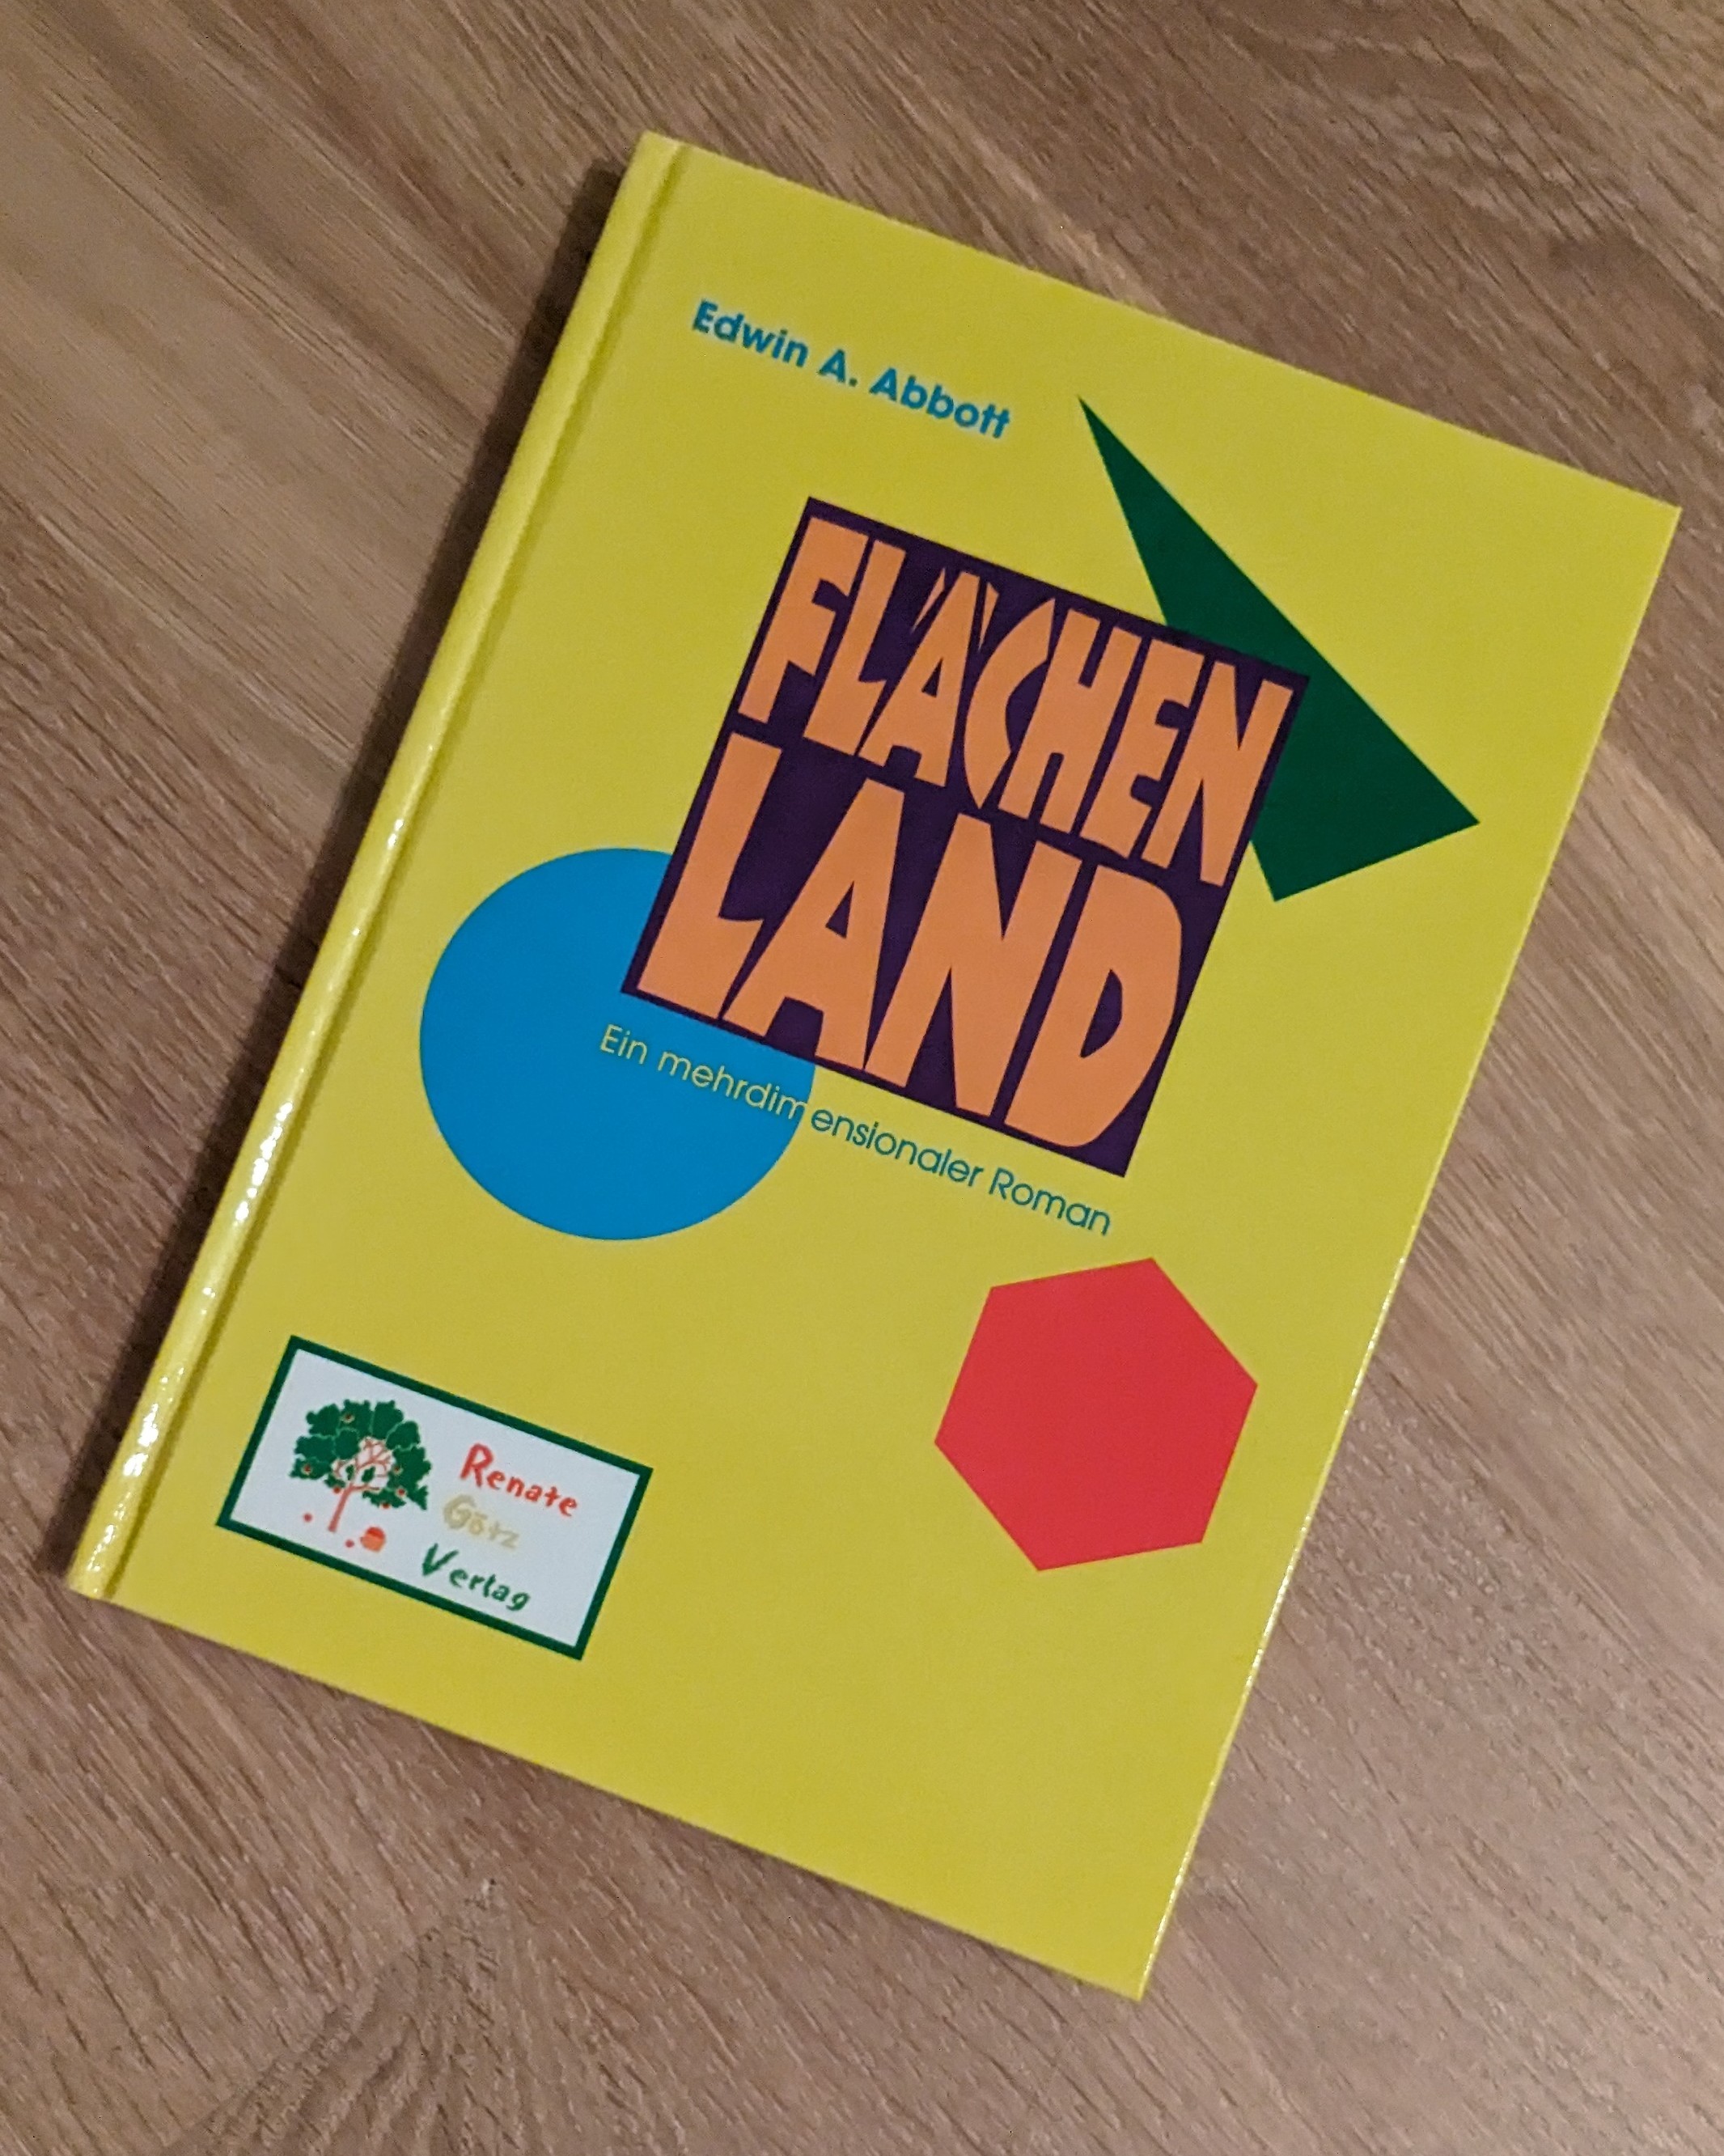 Edwin A. Abbott
FLÄCHEN
LAND
Ein mehrdimensionaler Roman
Renate
Götz
Verlag